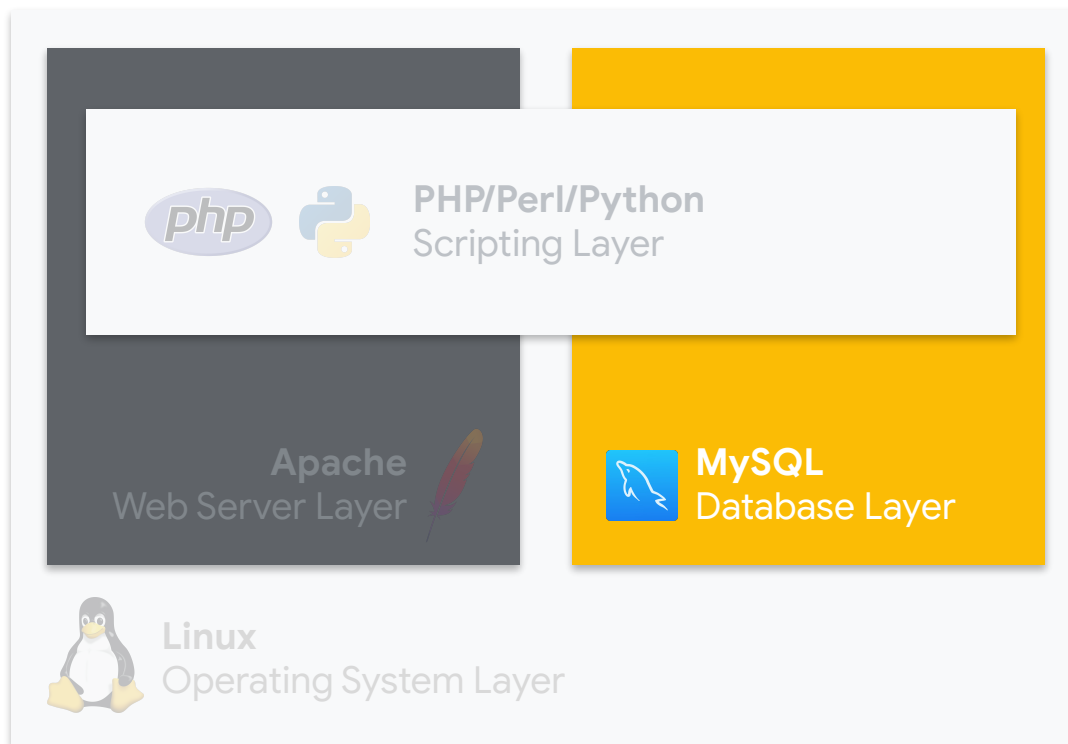 php
PHP/Perl/Python
Scripting Layer
Apache
Web Server Layer
MySQL
Database Layer
Linux
Operating System Layer